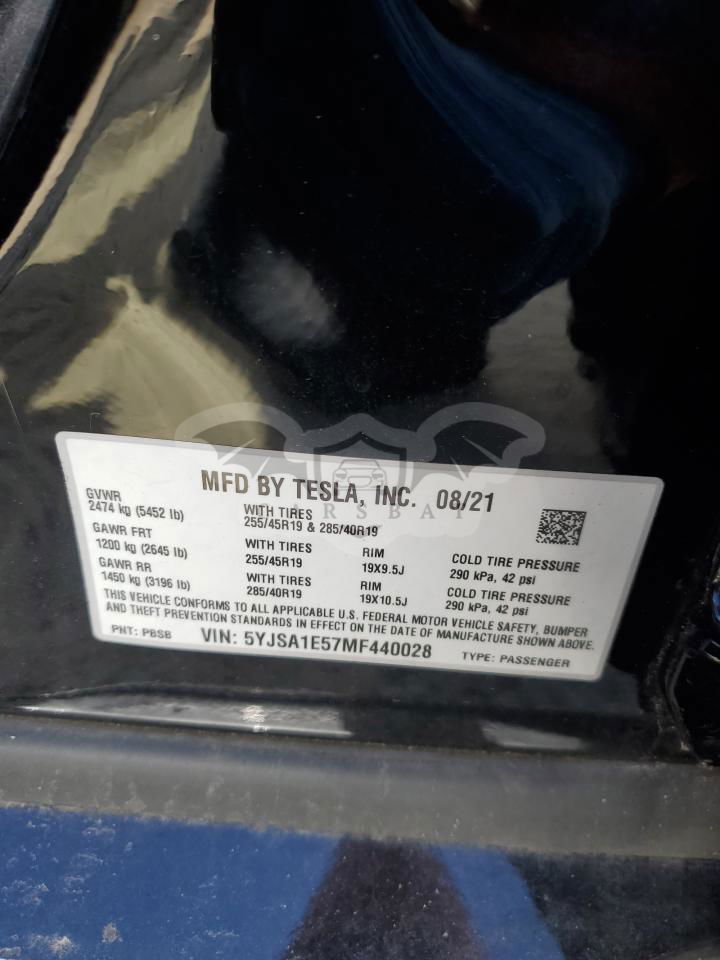 MFD BY TESLA, INC. 08/21
GVWR
2474 kg (5452 lb)
WITH TIRES
255/45R19 & 285/40R19
GAWR FRT
1200 kg (2645 lb)
WITH TIRES
255/45R19
RIM
19X9.5J
COLD TIRE PRESSURE
290 kPa, 42 psi
GAWR RR
1450 kg (3196 lb)
WITH TIRES
285/40R19
RIM
19X10.5J
COLD TIRE PRESSURE
290 kPa, 42 psi
THIS VEHICLE CONFORMS TO ALL APPLICABLE U.S. FEDERAL MOTOR VEHICLE SAFETY, BUMPER
AND THEFT PREVENTION STANDARDS IN EFFECT ON THE DATE OF MANUFACTURE SHOWN ABOVE.
PNT: PBSB VIN: 5YJSA1E57MF440028 TYPE: PASSENGER
CARSBAT